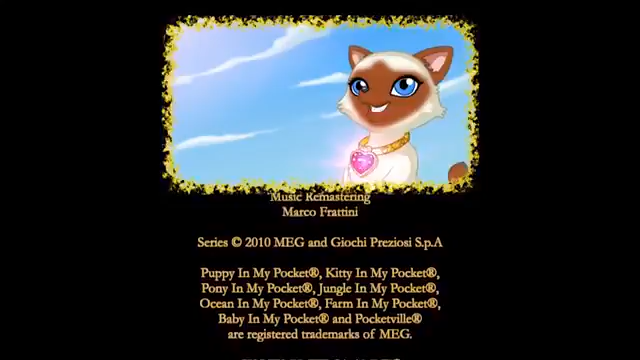 Music Remastering
Marco Frattini
Series © 2010 MEG and Giochi Preziosi S.p.A
Puppy In My Pocket®, Kitty In My Pocket®,
Pony In My Pocket®, Jungle In My Pocket®,
Ocean In My Pocket®, Farm In My Pocket®,
Baby In My Pocket® and Pocketville®
are registered trademarks of MEG.